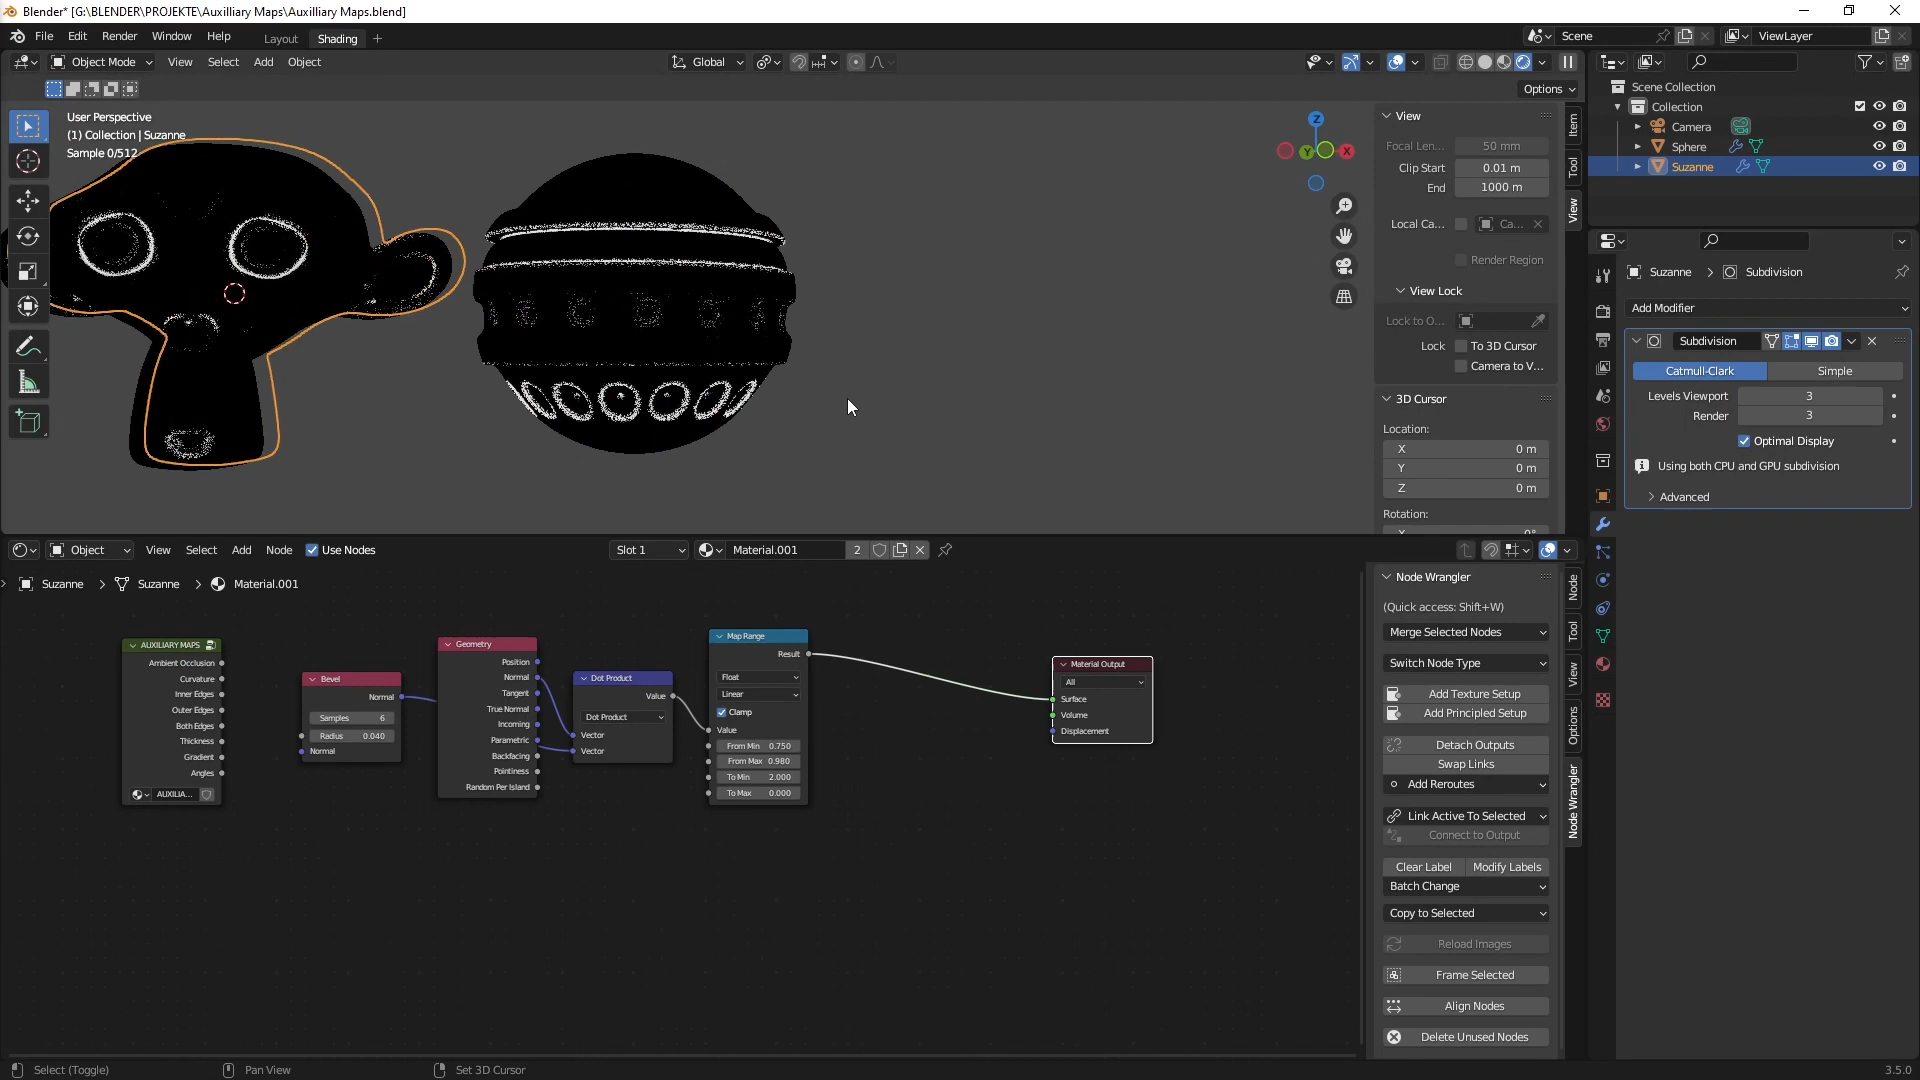 Blender* [G:\BLENDER\PROJEKTE\Auxilliary Maps\Auxilliary Maps.blend]
File Edit Render Window Help Layout Shading +
Scene ViewLayer
Object Mode View Select Add Object Global
Options
User Perspective
(1) Collection | Suzanne
Sample 0/512
Z
Y
X
View
Focal Len... 50 mm
Clip Start 0.01 m
End 1000 m
Local Ca... Ca...
Render Region
View Lock
Lock to O...
Lock To 3D Cursor
Camera to V...
3D Cursor
Location:
X 0 m
Y 0 m
Z 0 m
Rotation:
X 0°
Item
Tool
View
Scene Collection
Collection
Camera
Sphere
Suzanne
Suzanne > Subdivision
Add Modifier
Subdivision
Catmull-Clark Simple
Levels Viewport 3
Render 3
Optimal Display
Using both CPU and GPU subdivision
Advanced
Object View Select Add Node Use Nodes Slot 1 Material.001 2
Suzanne > Suzanne > Material.001
AUXILIARY MAPS
Ambient Occlusion
Curvature
Inner Edges
Outer Edges
Both Edges
Thickness
Gradient
Angles
AUXILIA...
Bevel
Normal
Samples 6
Radius 0.040
Normal
Geometry
Position
Normal
Tangent
True Normal
Incoming
Parametric
Backfacing
Pointiness
Random Per Island
Dot Product
Value
Dot Product
Vector
Vector
Map Range
Result
Float
Linear
Clamp
Value
From Min 0.750
From Max 0.980
To Min 2.000
To Max 0.000
Material Output
All
Surface
Volume
Displacement
Node Wrangler
(Quick access: Shift+W)
Merge Selected Nodes
Switch Node Type
Add Texture Setup
Add Principled Setup
Detach Outputs
Swap Links
Add Reroutes
Link Active To Selected
Connect to Output
Clear Label Modify Labels
Batch Change
Copy to Selected
Reload Images
Frame Selected
Align Nodes
Delete Unused Nodes
Node
Tool
View
Options
Node Wrangler
Select (Toggle) Pan View Set 3D Cursor 3.5.0